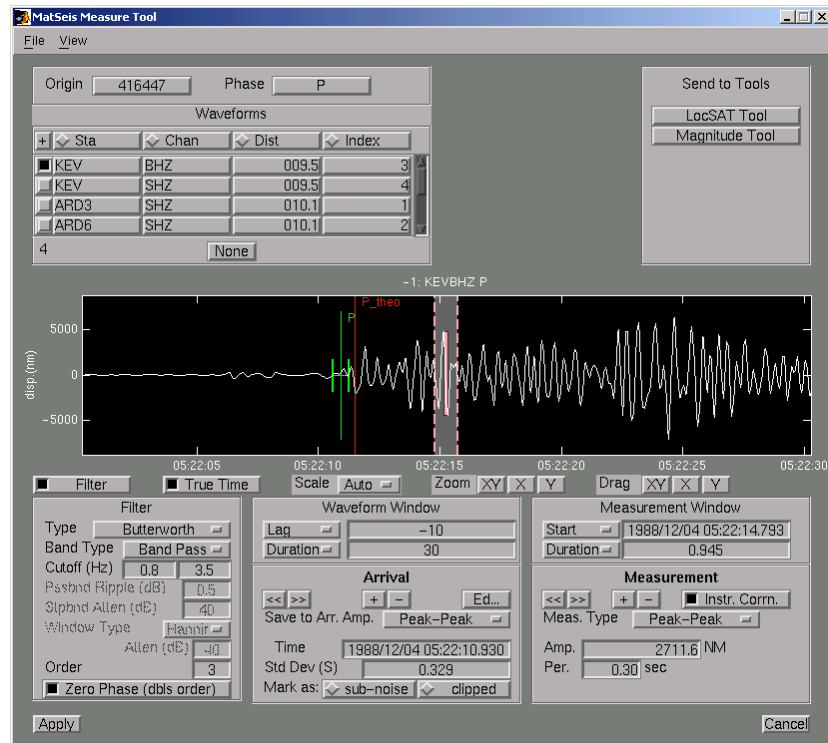 MatSeis Measure Tool
File View
Origin 416447 Phase P
Waveforms
+ Sta Chan Dist Index
KEV BHZ 009.5 3
KEV SHZ 009.5 4
ARD3 SHZ 010.1 1
ARD6 SHZ 010.1 2
4 None
Send to Tools
LocSAT Tool
Magnitude Tool
-1: KEVBHZ P
P_theo
P
disp.(nm)
5000
0
-5000
05:22:05 05:22:10 05:22:15 05:22:20 05:22:25 05:22:30
Filter True Time Scale Auto Zoom XY X Y Drag XY X Y
Filter
Type Butterworth
Band Type Band Pass
Cutoff (Hz) 0.8 3.5
Pssbnd Ripple (dB) 0.5
Stpbnd Atten (dB) 40
Window Type Hannir
Atten (dB) -40
Order 3
Zero Phase (dbls order)
Waveform Window
Lag -10
Duration 30
Arrival
<< >> + - Ed...
Save to Arr. Amp. Peak-Peak
Time 1988/12/04 05:22:10.930
Std Dev (S) 0.329
Mark as: sub-noise clipped
Measurement Window
Start 1988/12/04 05:22:14.793
Duration 0.945
Measurement
<< >> + - Instr. Corrn.
Meas. Type Peak-Peak
Amp. 2711.6 NM
Per. 0.30 sec
Apply Cancel